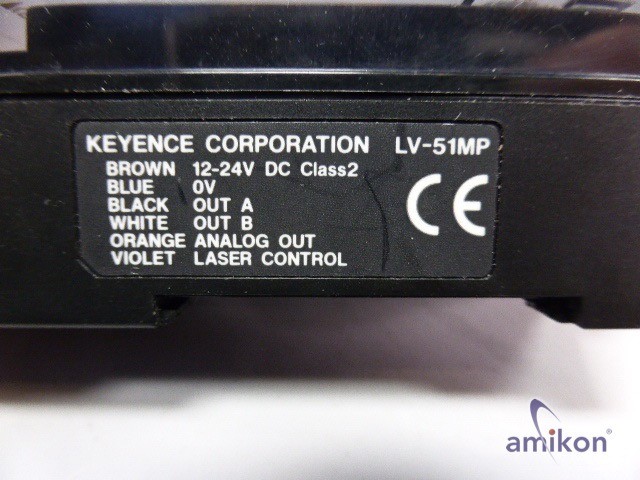 KEYENCE CORPORATION LV-51MP
BROWN 12-24V DC Class2
BLUE 0V
BLACK OUT A
WHITE OUT B
ORANGE ANALOG OUT
VIOLET LASER CONTROL
CE
amikon®